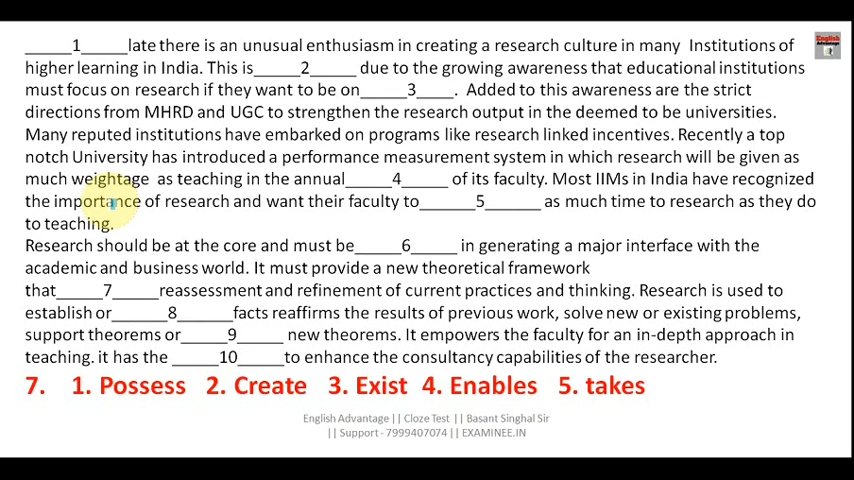 _____1_____late there is an unusual enthusiasm in creating a research culture in many Institutions of
higher learning in India. This is_____2_____ due to the growing awareness that educational institutions
must focus on research if they want to be on_____3____. Added to this awareness are the strict
directions from MHRD and UGC to strengthen the research output in the deemed to be universities.
Many reputed institutions have embarked on programs like research linked incentives. Recently a top
notch University has introduced a performance measurement system in which research will be given as
much weightage as teaching in the annual_____4_____ of its faculty. Most IIMs in India have recognized
the importance of research and want their faculty to______5______ as much time to research as they do
to teaching.
Research should be at the core and must be_____6_____ in generating a major interface with the
academic and business world. It must provide a new theoretical framework
that_____7_____reassessment and refinement of current practices and thinking. Research is used to
establish or______8______facts reaffirms the results of previous work, solve new or existing problems,
support theorems or_____9_____ new theorems. It empowers the faculty for an in-depth approach in
teaching. it has the _____10_____to enhance the consultancy capabilities of the researcher.
7. 1. Possess 2. Create 3. Exist 4. Enables 5. takes
English Advantage || Cloze Test || Basant Singhal Sir
|| Support - 7999407074 || EXAMINEE.IN
English
Advantage